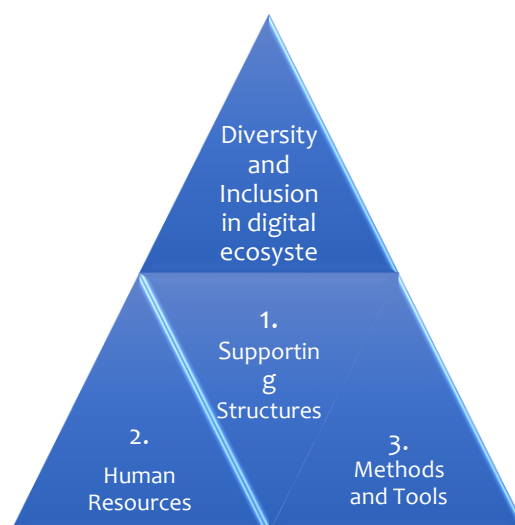 Diversity
and
Inclusion
in digital
ecosyste
1.
Supportin
g
Structures
2.
Human
Resources
3.
Methods
and Tools